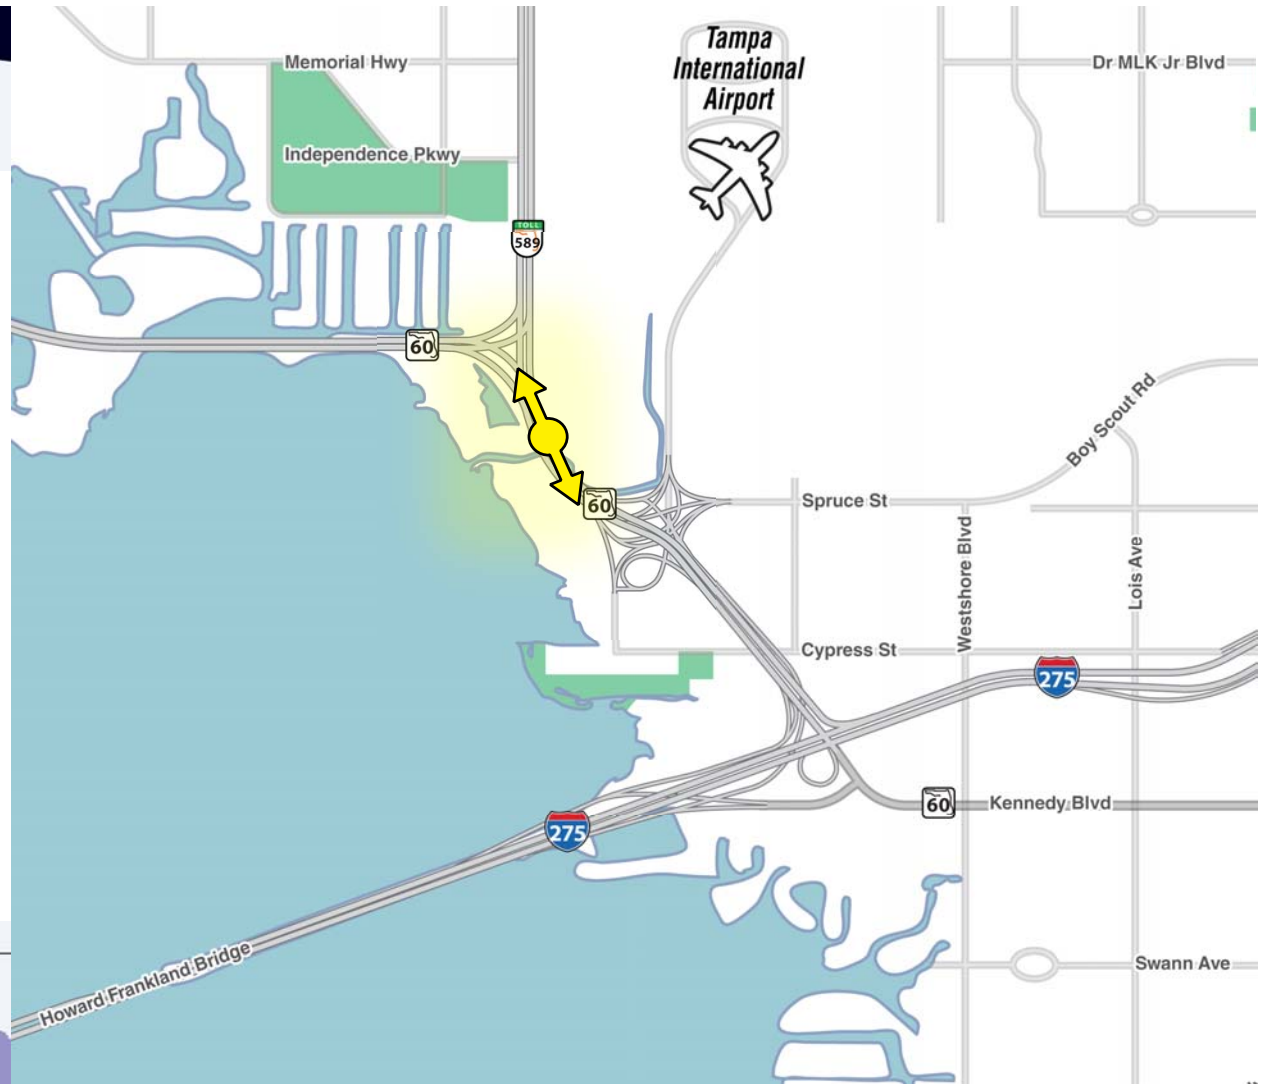 Tampa
International
Airport
Memorial Hwy
Dr MLK Jr Blvd
Independence Pkwy
TOLL
589
60
Boy Scout Rd
60
Spruce St
Westshore Blvd
Lois Ave
Cypress St
275
60
Kennedy Blvd
275
Howard Frankland Bridge
Swann Ave